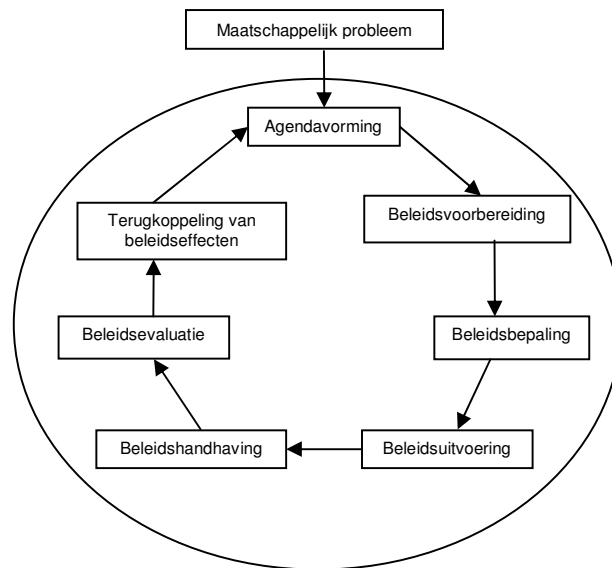 Maatschappelijk probleem
Agendavorming
Beleidsvoorbereiding
Beleidsbepaling
Beleidsuitvoering
Beleidshandhaving
Beleidsevaluatie
Terugkoppeling van
beleidseffecten